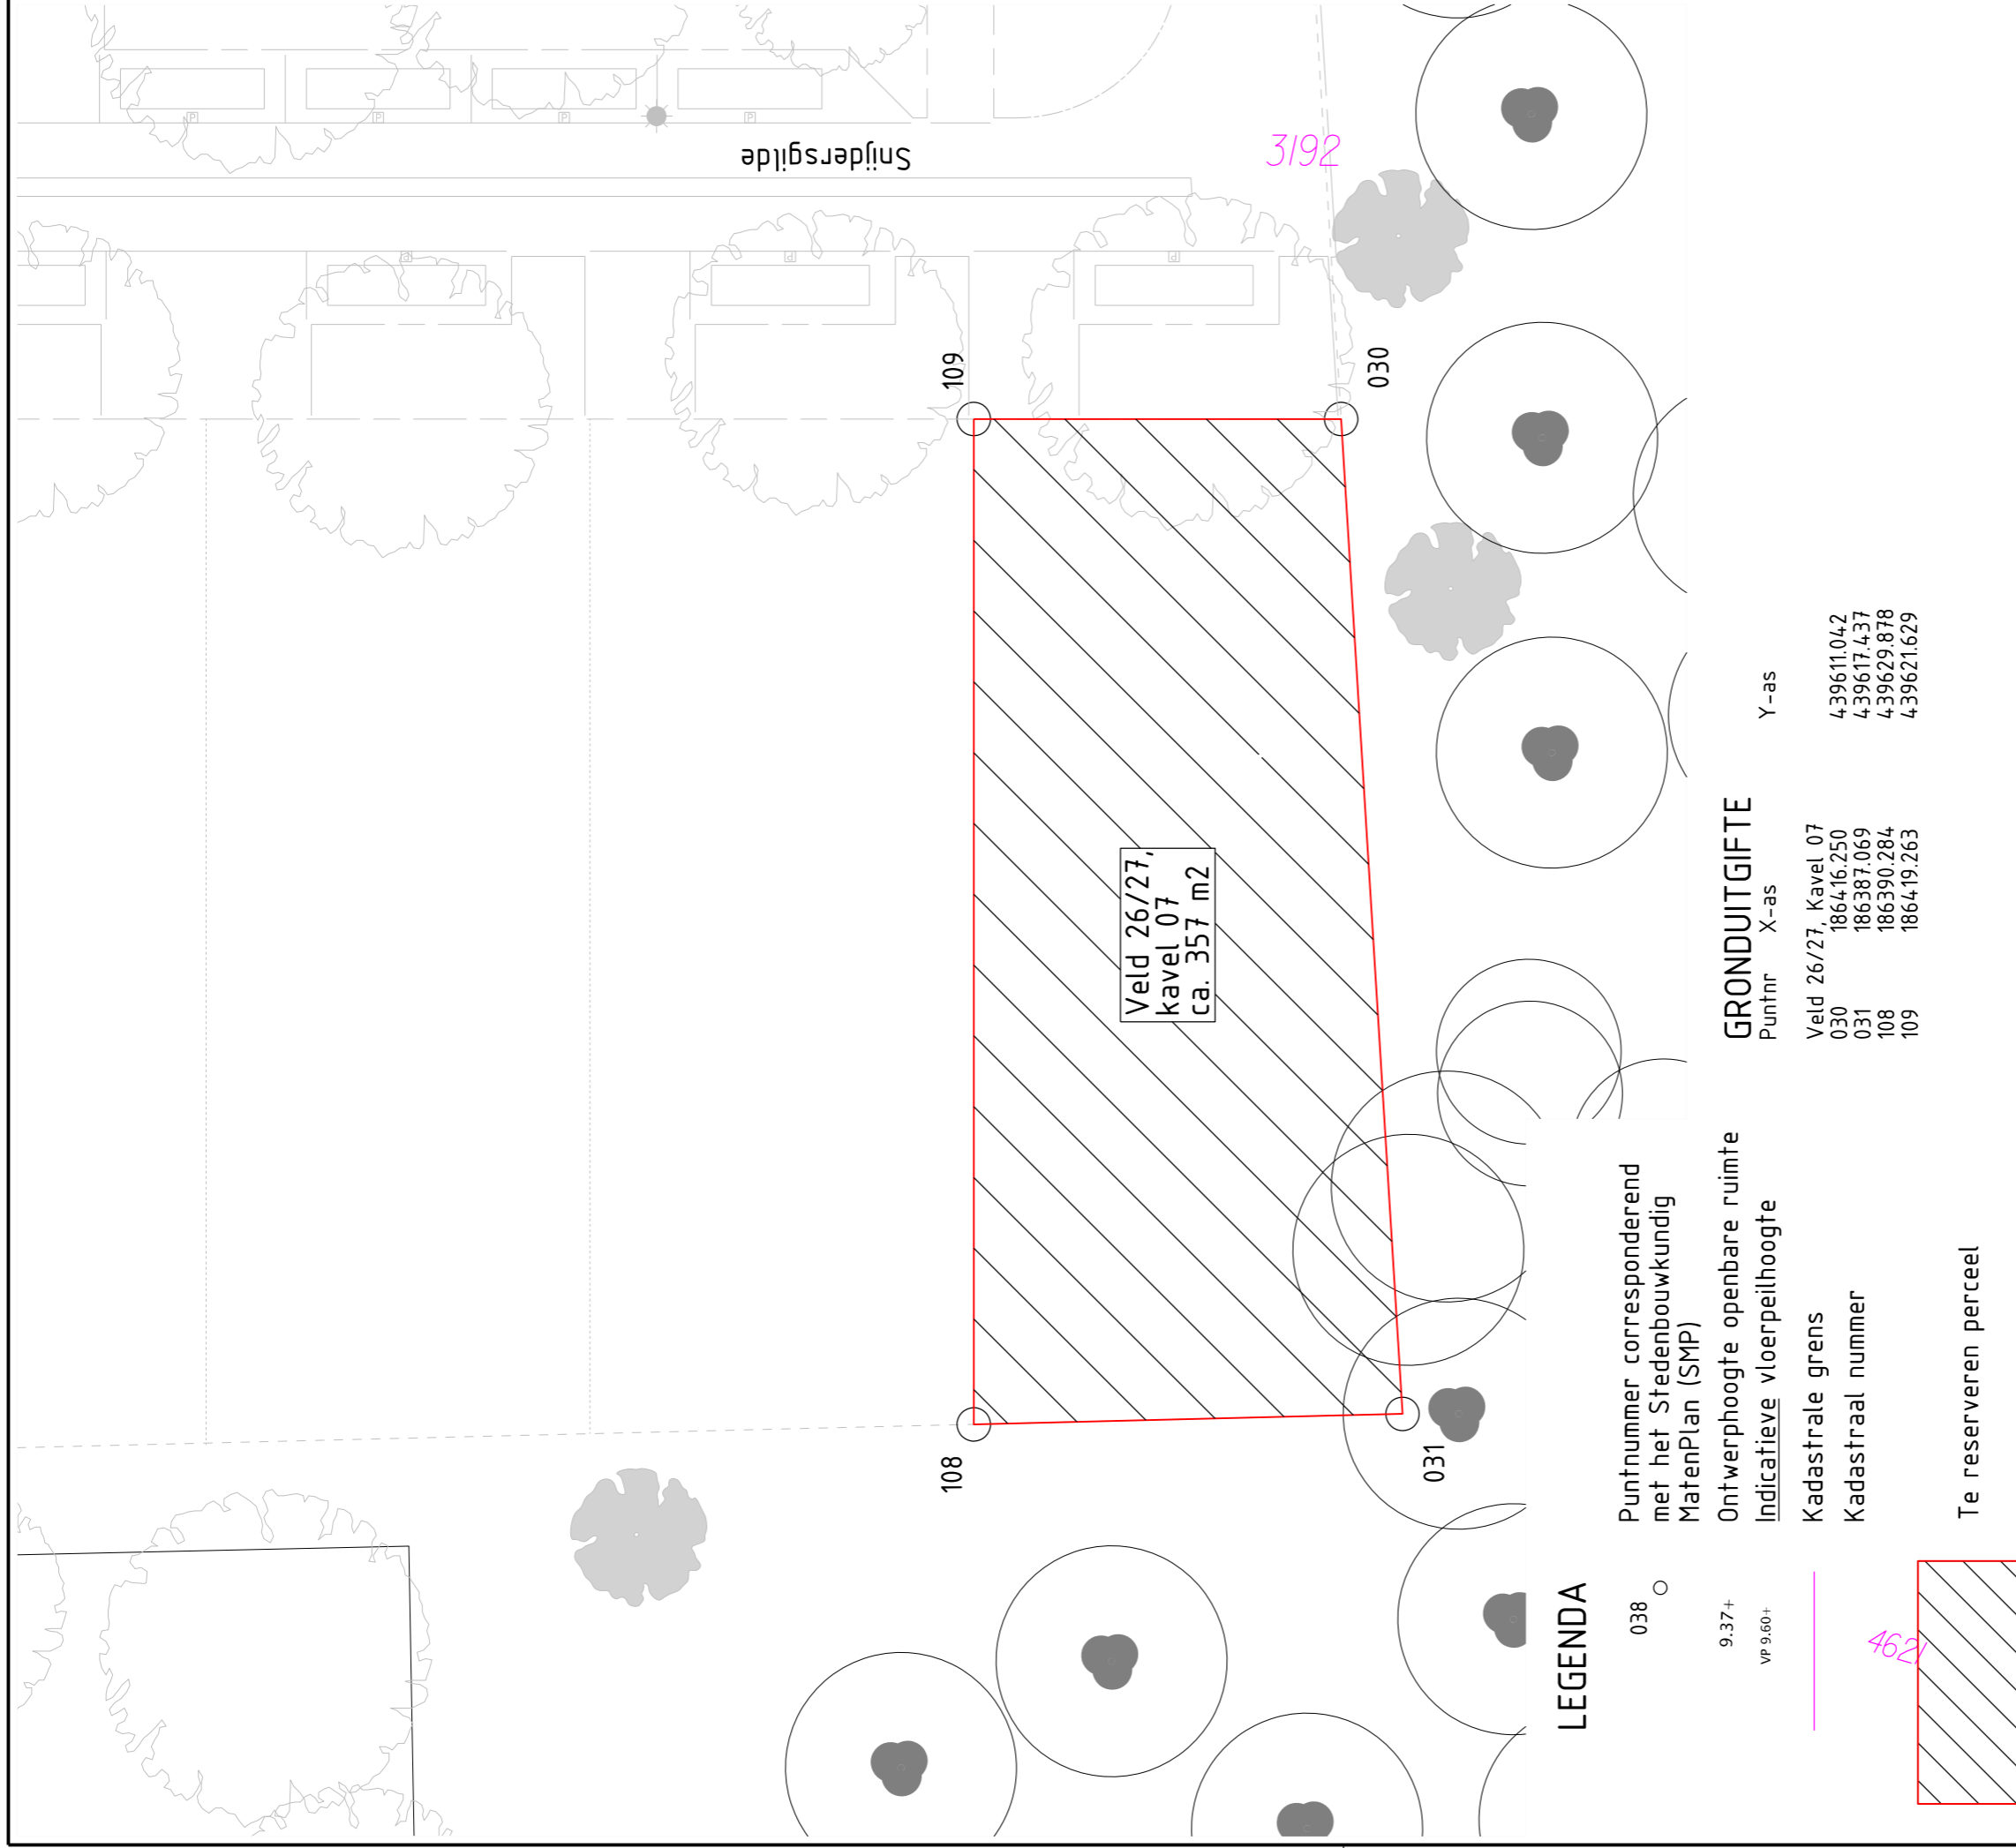 Snijdersgilde
3192
109
030
Veld 26/27,
kavel 07
ca. 357 m2
108
031
P
P
P
P
P
P
P
GRONDUITGIFTE
Puntnr X-as Y-as
Veld 26/27, Kavel 07
030 186416.250 439611.042
031 186387.069 439617.437
108 186390.284 439629.878
109 186419.263 439621.629
LEGENDA
038 Puntnummer corresponderend
met het Stedenbouwkundig
MatenPlan (SMP)
9.37+ Ontwerphoogte openbare ruimte
VP 9.60+ Indicatieve vloerpeilhoogte
Kadastrale grens
4621 Kadastraal nummer
Te reserveren perceel